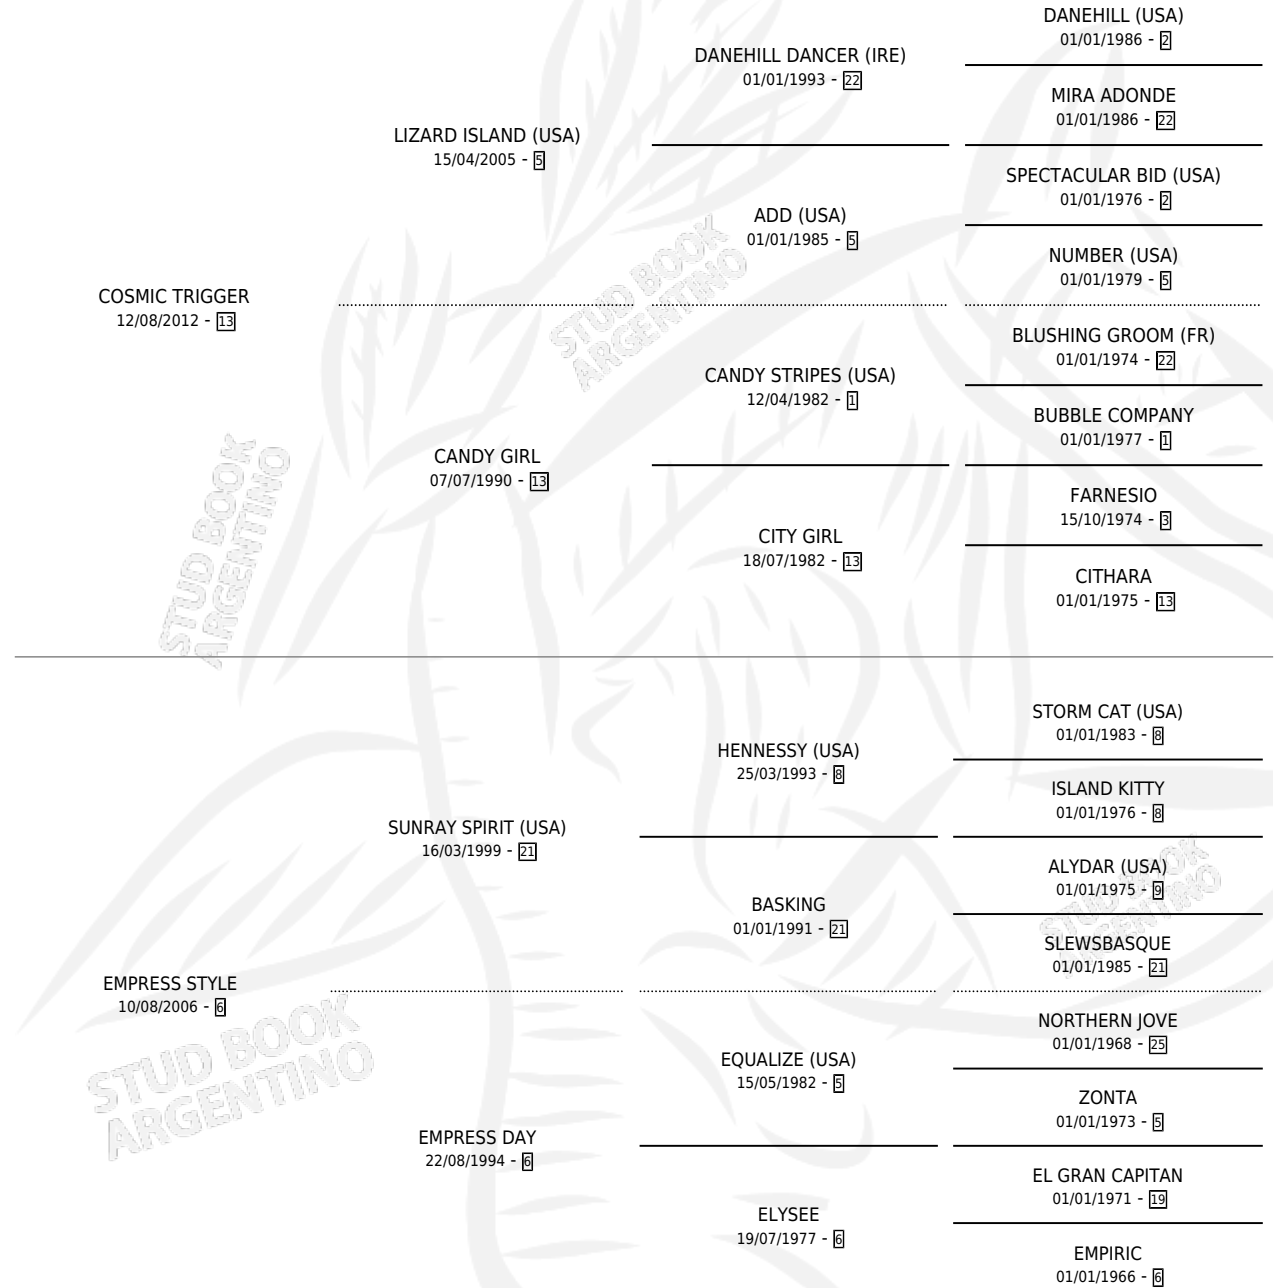 DANEHILL (USA)
01/01/1986 - 2
DANEHILL DANCER (IRE)
01/01/1993 - 22
MIRA ADONDE
01/01/1986 - 22
LIZARD ISLAND (USA)
15/04/2005 - 5
SPECTACULAR BID (USA)
01/01/1976 - 2
ADD (USA)
01/01/1985 - 5
NUMBER (USA)
01/01/1979 - 5
COSMIC TRIGGER
12/08/2012 - 13
BLUSHING GROOM (FR)
01/01/1974 - 22
CANDY STRIPES (USA)
12/04/1982 - 1
BUBBLE COMPANY
01/01/1977 - 1
CANDY GIRL
07/07/1990 - 13
FARNESIO
15/10/1974 - 3
CITY GIRL
18/07/1982 - 13
CITHARA
01/01/1975 - 13
STORM CAT (USA)
01/01/1983 - 8
HENNESSY (USA)
25/03/1993 - 8
ISLAND KITTY
01/01/1976 - 8
SUNRAY SPIRIT (USA)
16/03/1999 - 21
ALYDAR (USA)
01/01/1975 - 9
BASKING
01/01/1991 - 21
SLEWSBASQUE
01/01/1985 - 21
EMPRESS STYLE
10/08/2006 - 6
NORTHERN JOVE
01/01/1968 - 25
EQUALIZE (USA)
15/05/1982 - 5
ZONTA
01/01/1973 - 5
EMPRESS DAY
22/08/1994 - 6
EL GRAN CAPITAN
01/01/1971 - 19
ELYSEE
19/07/1977 - 6
EMPIRIC
01/01/1966 - 6
STUD BOOK
ARGENTINO
STUD BOOK
ARGENTINO
STUD BOOK
ARGENTINO
STUD BOOK
ARGENTINO